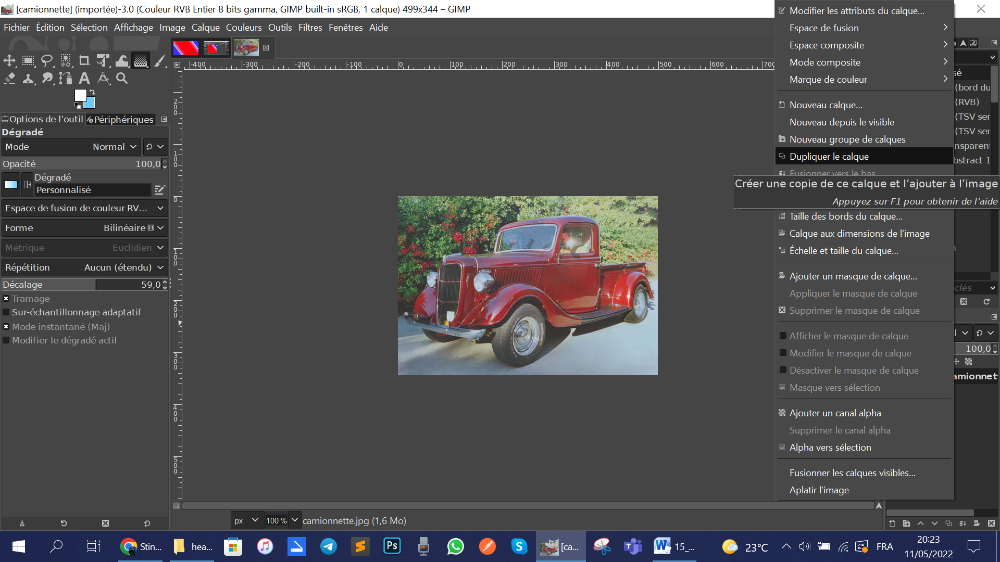 [camionnette] (importée)-3.0 (Couleur RVB Entier 8 bits gamma, GIMP built-in sRGB, 1 calque) 499x344 – GIMP
Fichier Édition Sélection Affichage Image Calque Couleurs Outils Filtres Fenêtres Aide
-400 -300 -200 -100 0 100 200 300 400 500 600 700
200
100
0
100
200
300
400
500
Options de l’outil Périphériques
Dégradé
Mode Normal
Opacité 100,0
Dégradé
Personnalisé
Espace de fusion de couleur RV...
Forme Bilinéaire
Métrique Euclidien
Répétition Aucun (étendu)
Décalage 59,0
Tramage
Sur-échantillonnage adaptatif
Mode instantané (Maj)
Modifier le dégradé actif
Modifier les attributs du calque...
Espace de fusion
Espace composite
Mode composite
Marque de couleur
Nouveau calque...
Nouveau depuis le visible
Nouveau groupe de calques
Dupliquer le calque
Fusionner vers le bas
Créer une copie de ce calque et l’ajouter à l’image
Appuyez sur F1 pour obtenir de l’aide
Taille des bords du calque...
Calque aux dimensions de l’image
Échelle et taille du calque...
Ajouter un masque de calque...
Appliquer le masque de calque
Supprimer le masque de calque
Afficher le masque de calque
Modifier le masque de calque
Désactiver le masque de calque
Masque vers sélection
Ajouter un canal alpha
Supprimer le canal alpha
Alpha vers sélection
Fusionner les calques visibles...
Aplatir l’image
sé
(bord du
(RVB)
(TSV ser
(TSV ser
nsparent
bstract 1
clés
100,0
amionnet
px 100 % camionnette.jpg (1,6 Mo)
Stin... hea... Ps [ca... 15_... 23°C FRA 20:23
11/05/2022